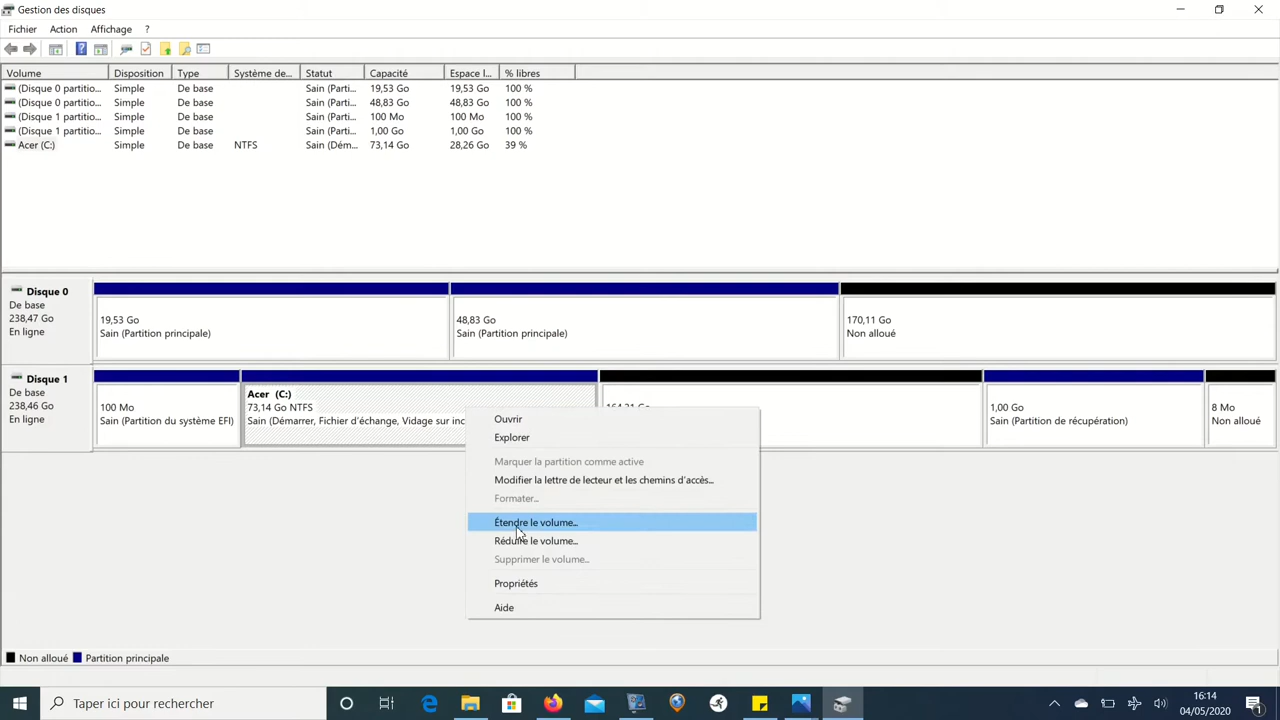 Gestion des disques
Fichier Action Affichage ?
Volume Disposition Type Système de... Statut Capacité Espace l... % libres
(Disque 0 partitio... Simple De base Sain (Parti... 19,53 Go 19,53 Go 100 %
(Disque 0 partitio... Simple De base Sain (Parti... 48,83 Go 48,83 Go 100 %
(Disque 1 partitio... Simple De base Sain (Parti... 100 Mo 100 Mo 100 %
(Disque 1 partitio... Simple De base Sain (Parti... 1,00 Go 1,00 Go 100 %
Acer (C:) Simple De base NTFS Sain (Dém... 73,14 Go 28,26 Go 39 %
Disque 0
De base
238,47 Go
En ligne
19,53 Go
Sain (Partition principale)
48,83 Go
Sain (Partition principale)
170,11 Go
Non alloué
Disque 1
De base
238,46 Go
En ligne
100 Mo
Sain (Partition du système EFI)
Acer (C:)
73,14 Go NTFS
Sain (Démarrer, Fichier d'échange, Vidage sur inc
1,00 Go
Sain (Partition de récupération)
8 Mo
Non alloué
Ouvrir
Explorer
Marquer la partition comme active
Modifier la lettre de lecteur et les chemins d'accès...
Formater...
Étendre le volume...
Réduire le volume...
Supprimer le volume...
Propriétés
Aide
Non alloué Partition principale
Taper ici pour rechercher
16:14
04/05/2020
1